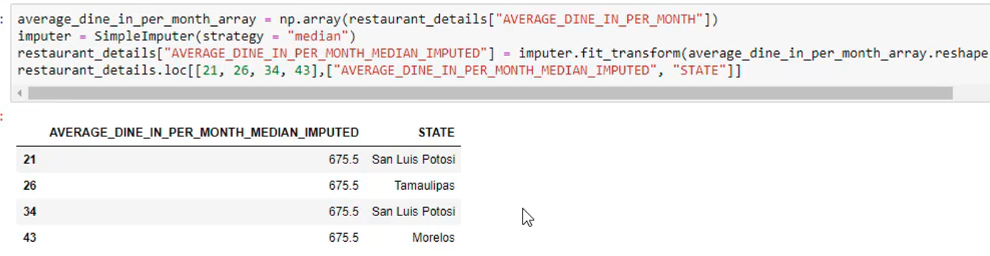 : average_dine_in_per_month_array = np.array(restaurant_details["AVERAGE_DINE_IN_PER_MONTH"])
imputer = SimpleImputer(strategy = "median")
restaurant_details["AVERAGE_DINE_IN_PER_MONTH_MEDIAN_IMPUTED"] = imputer.fit_transform(average_dine_in_per_month_array.reshape
restaurant_details.loc[[21, 26, 34, 43],["AVERAGE_DINE_IN_PER_MONTH_MEDIAN_IMPUTED", "STATE"]]
:
AVERAGE_DINE_IN_PER_MONTH_MEDIAN_IMPUTED STATE
21 675.5 San Luis Potosi
26 675.5 Tamaulipas
34 675.5 San Luis Potosi
43 675.5 Morelos